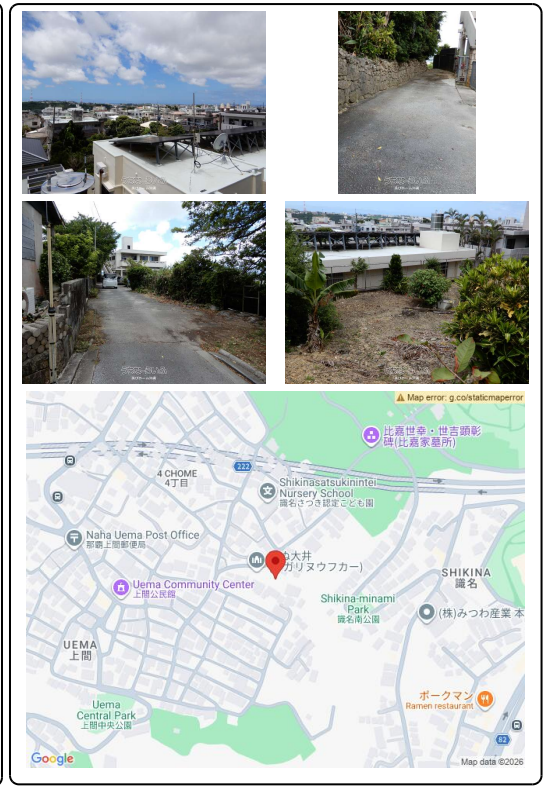 Map error: g.co/staticmaperror
比嘉世幸・世吉顕彰
碑(比嘉家墓所)
222
4 CHOME
4丁目
Shikinasatsukinintei
Nursery School
識名さつき認定こども園
Naha Uema Post Office
那覇上間郵便局
ぬ大井
ガリヌウフカー)
SHIKINA
識名
Uema Community Center
上間公民館
Shikina-minami
Park
識名南公園
(株)みつわ産業 本
UEMA
上間
ポークマン
Ramen restaurant
Uema
Central Park
上間中央公園
82
Google
Map data ©2026